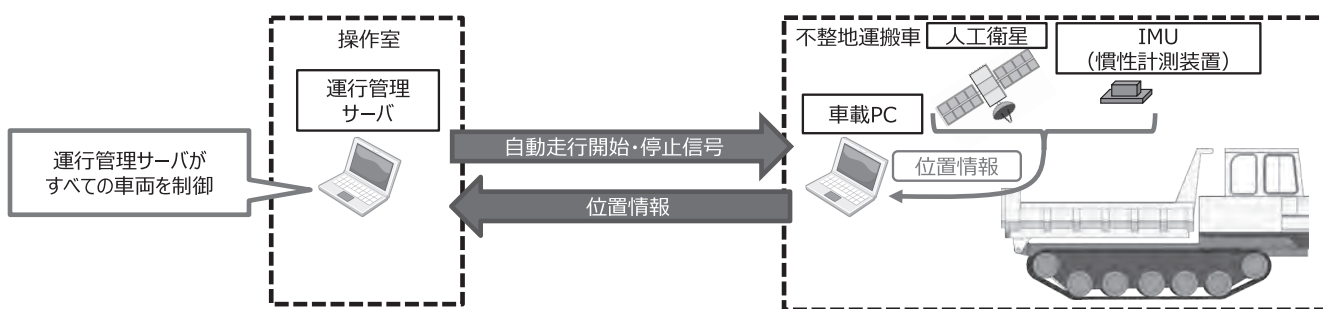 操作室
運行管理
サーバ
運行管理サーバが
すべての車両を制御
自動走行開始・停止信号
位置情報
不整地運搬車
人工衛星
IMU
（慣性計測装置）
車載PC
位置情報